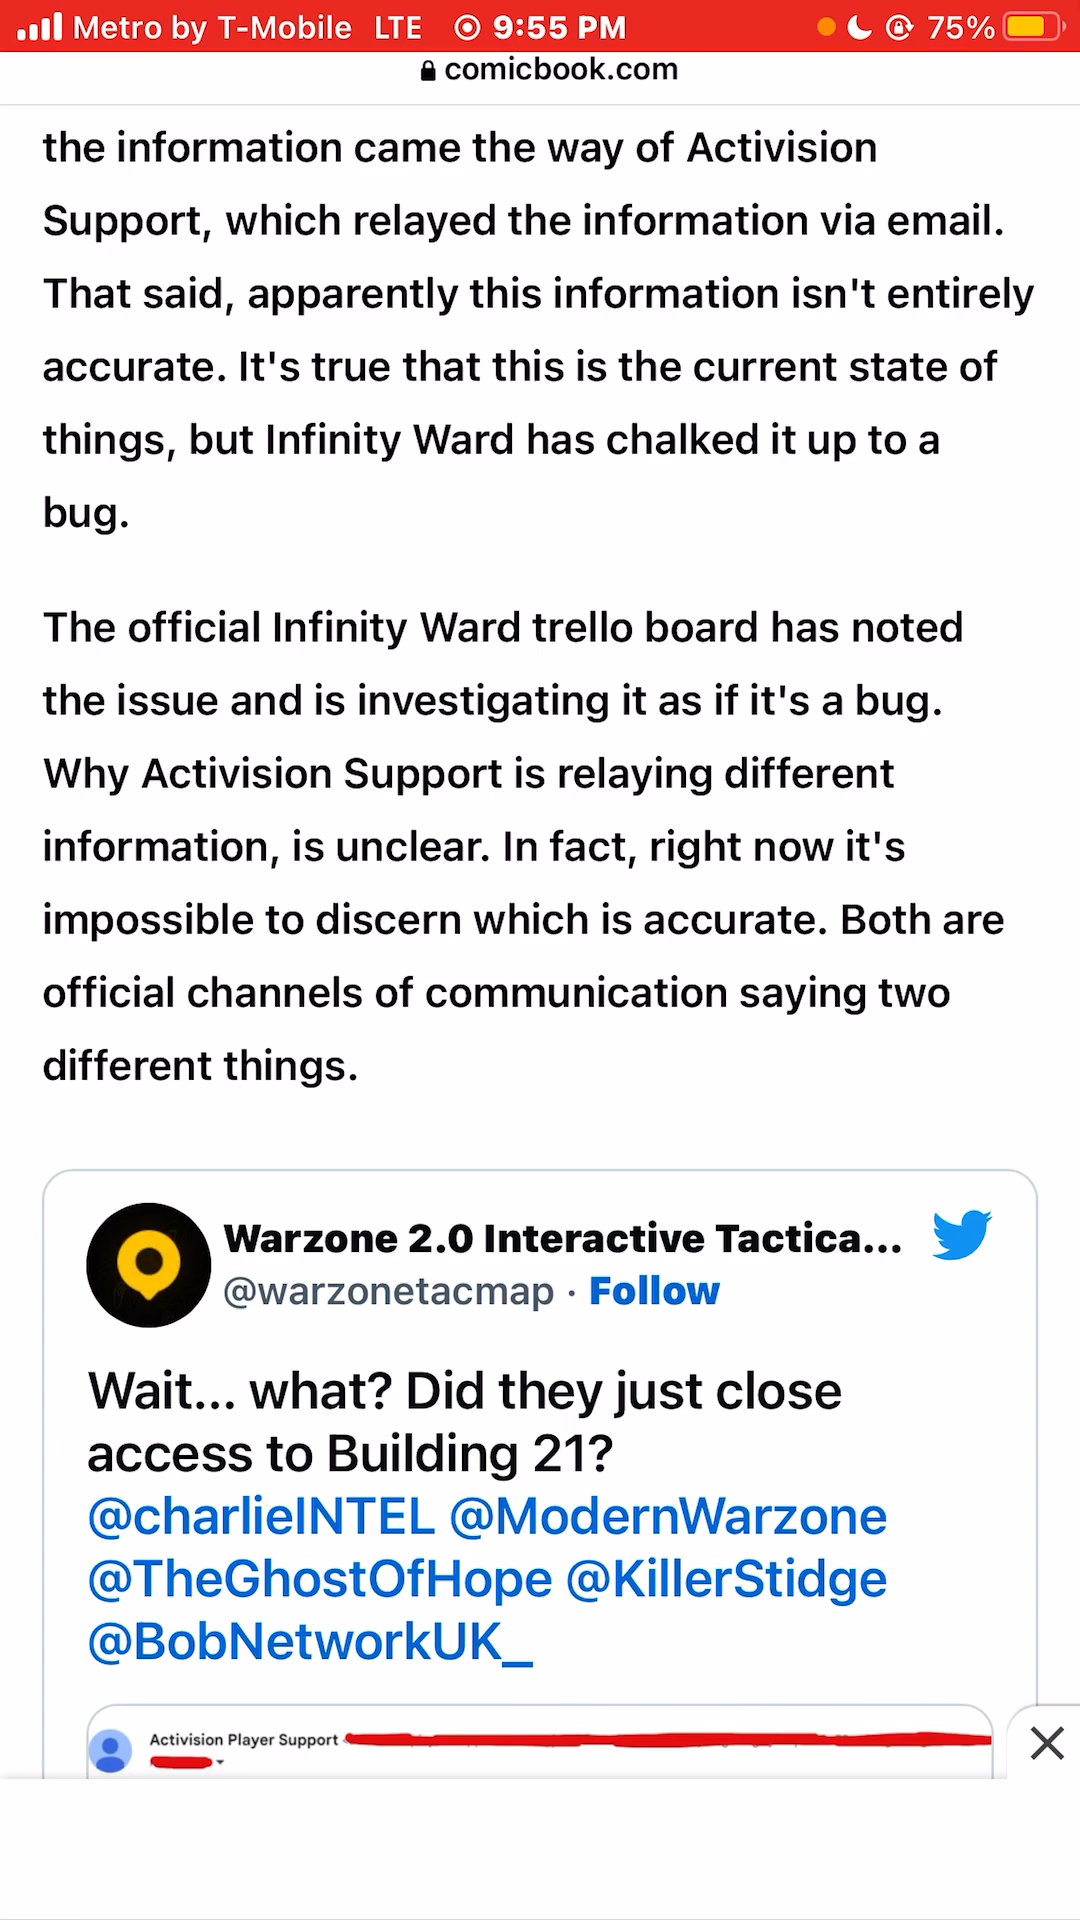 Metro by T-Mobile LTE 9:55 PM 75%
comicbook.com
the information came the way of Activision
Support, which relayed the information via email.
That said, apparently this information isn't entirely
accurate. It's true that this is the current state of
things, but Infinity Ward has chalked it up to a
bug.
The official Infinity Ward trello board has noted
the issue and is investigating it as if it's a bug.
Why Activision Support is relaying different
information, is unclear. In fact, right now it's
impossible to discern which is accurate. Both are
official channels of communication saying two
different things.
Warzone 2.0 Interactive Tactica...
@warzonetacmap · Follow
Wait... what? Did they just close
access to Building 21?
@charlieINTEL @ModernWarzone
@TheGhostOfHope @KillerStidge
@BobNetworkUK_
Activision Player Support